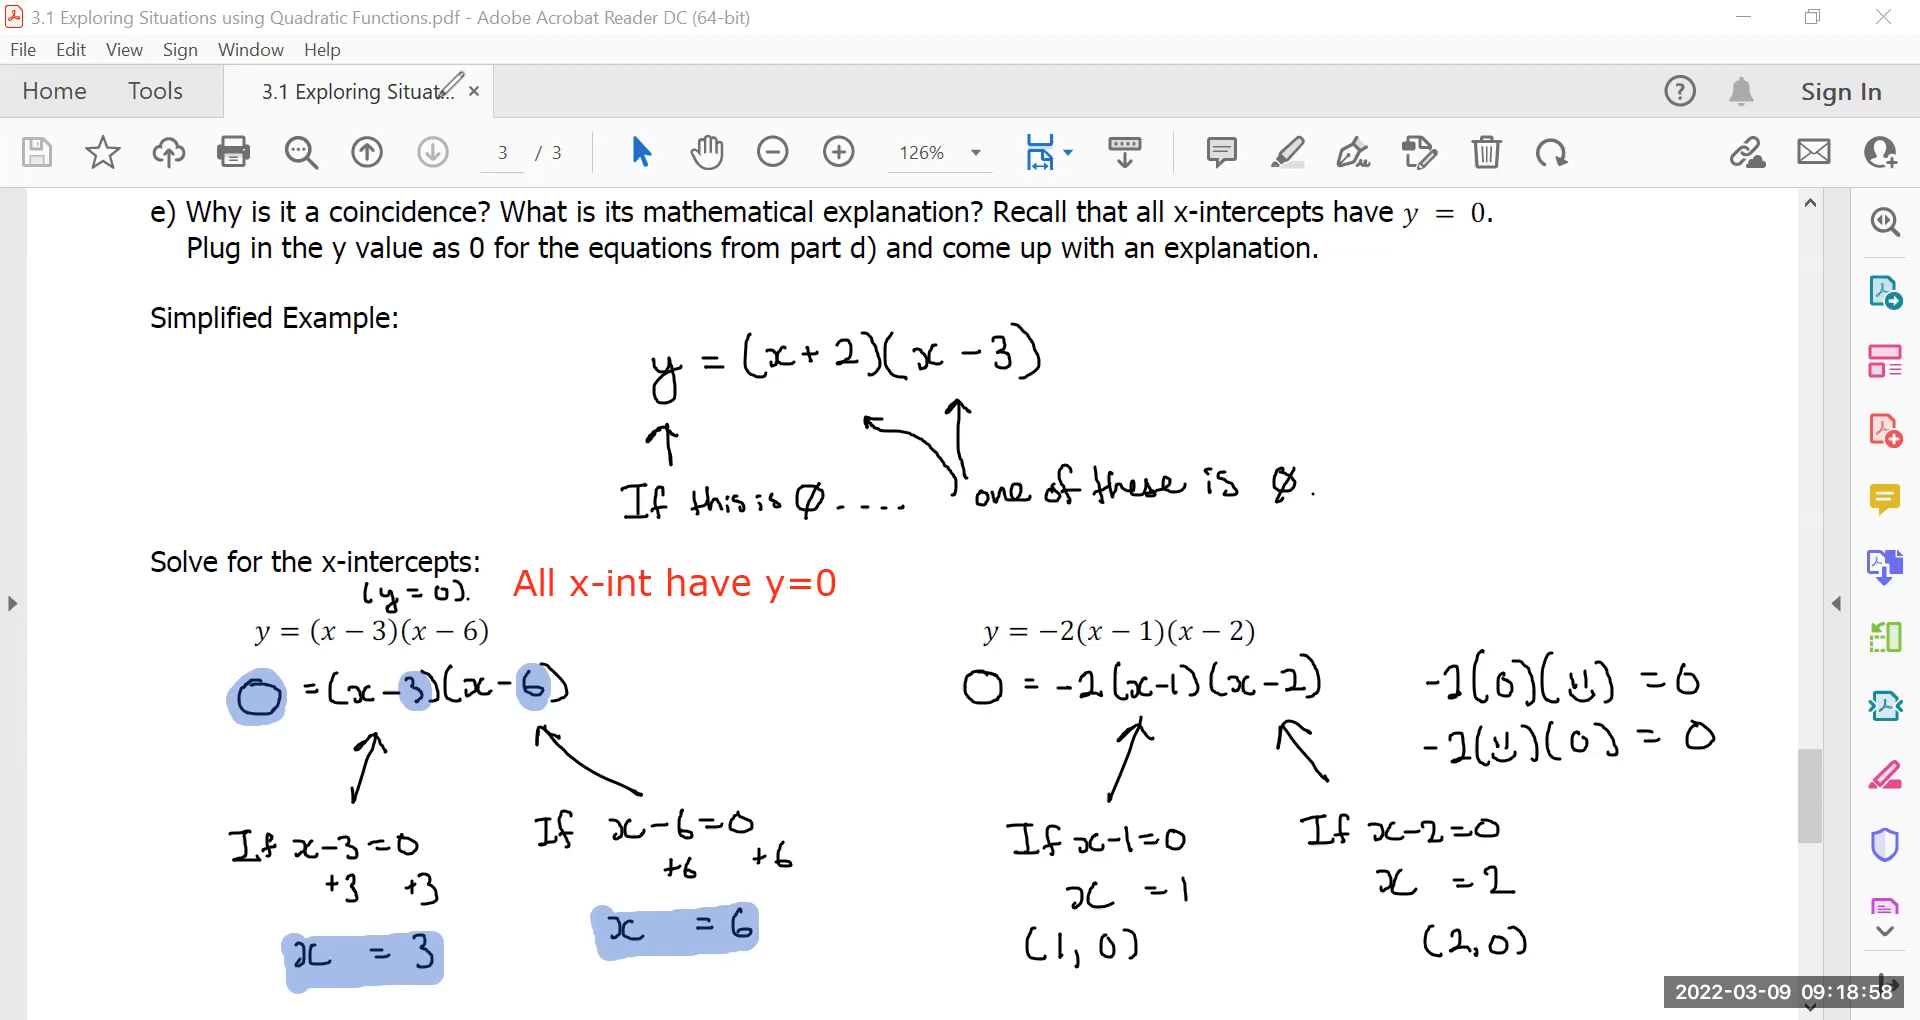 3.1 Exploring Situations using Quadratic Functions.pdf - Adobe Acrobat Reader DC (64-bit)
File Edit View Sign Window Help
Home Tools 3.1 Exploring Situat... × Sign In
3 / 3 126%
e) Why is it a coincidence? What is its mathematical explanation? Recall that all x-intercepts have y = 0.
Plug in the y value as 0 for the equations from part d) and come up with an explanation.
Simplified Example:
y = (x+2)(x-3)
If this is 0 .... one of these is 0.
Solve for the x-intercepts:
(y=0).
All x-int have y=0
y = (x − 3)(x − 6)
0 = (x-3)(x-6)
If x-3=0
+3 +3
x = 3
If x-6=0
+6 +6
x = 6
y = −2(x − 1)(x − 2)
0 = -2(x-1)(x-2)
-2(0)(ü) = 0
-2(ü)(0) = 0
If x-1=0
x = 1
(1, 0)
If x-2=0
x = 2
(2, 0)
2022-03-09 09:18:58